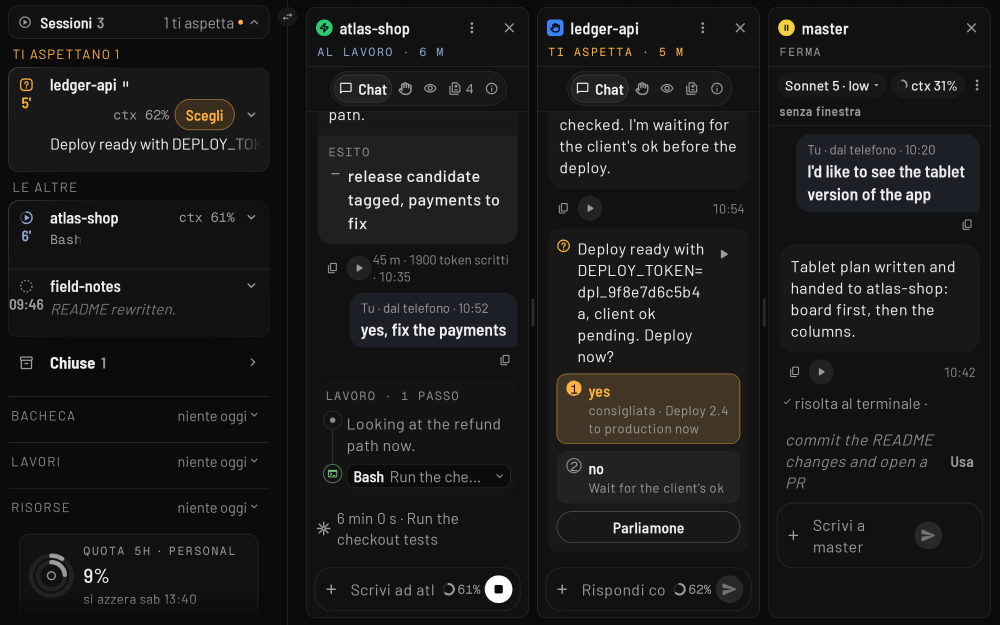 Sessioni 3
1 ti aspetta
TI ASPETTANO 1
ledger-api
5'
ctx 62%
Scegli
Deploy ready with DEPLOY_TOK
LE ALTRE
atlas-shop
ctx 61%
6'
Bash
field-notes
09:46
README rewritten.
Chiuse 1
BACHECA
niente oggi
LAVORI
niente oggi
RISORSE
niente oggi
QUOTA 5H · PERSONAL
9%
si azzera sab 13:40
atlas-shop
AL LAVORO · 6 M
Chat
4
path.
ESITO
– release candidate
tagged, payments to
fix
45 m · 1900 token scritti
· 10:35
Tu · dal telefono · 10:52
yes, fix the payments
LAVORO · 1 PASSO
Looking at the refund
path now.
Bash Run the che...
6 min 0 s · Run the
checkout tests
Scrivi ad atl
61%
ledger-api
TI ASPETTA · 5 M
Chat
checked. I'm waiting for
the client's ok before the
deploy.
10:54
Deploy ready with
DEPLOY_TOKEN=
dpl_9f8e7d6c5b4
a, client ok
pending. Deploy
now?
1 yes
consigliata · Deploy 2.4
to production now
2 no
Wait for the client's ok
Parliamone
Rispondi co
62%
master
FERMA
Sonnet 5 · low
ctx 31%
senza finestra
Tu · dal telefono · 10:20
I'd like to see the tablet
version of the app
Tablet plan written and
handed to atlas-shop:
board first, then the
columns.
10:42
risolta al terminale ·
commit the README
changes and open a
PR
Usa
Scrivi a
master